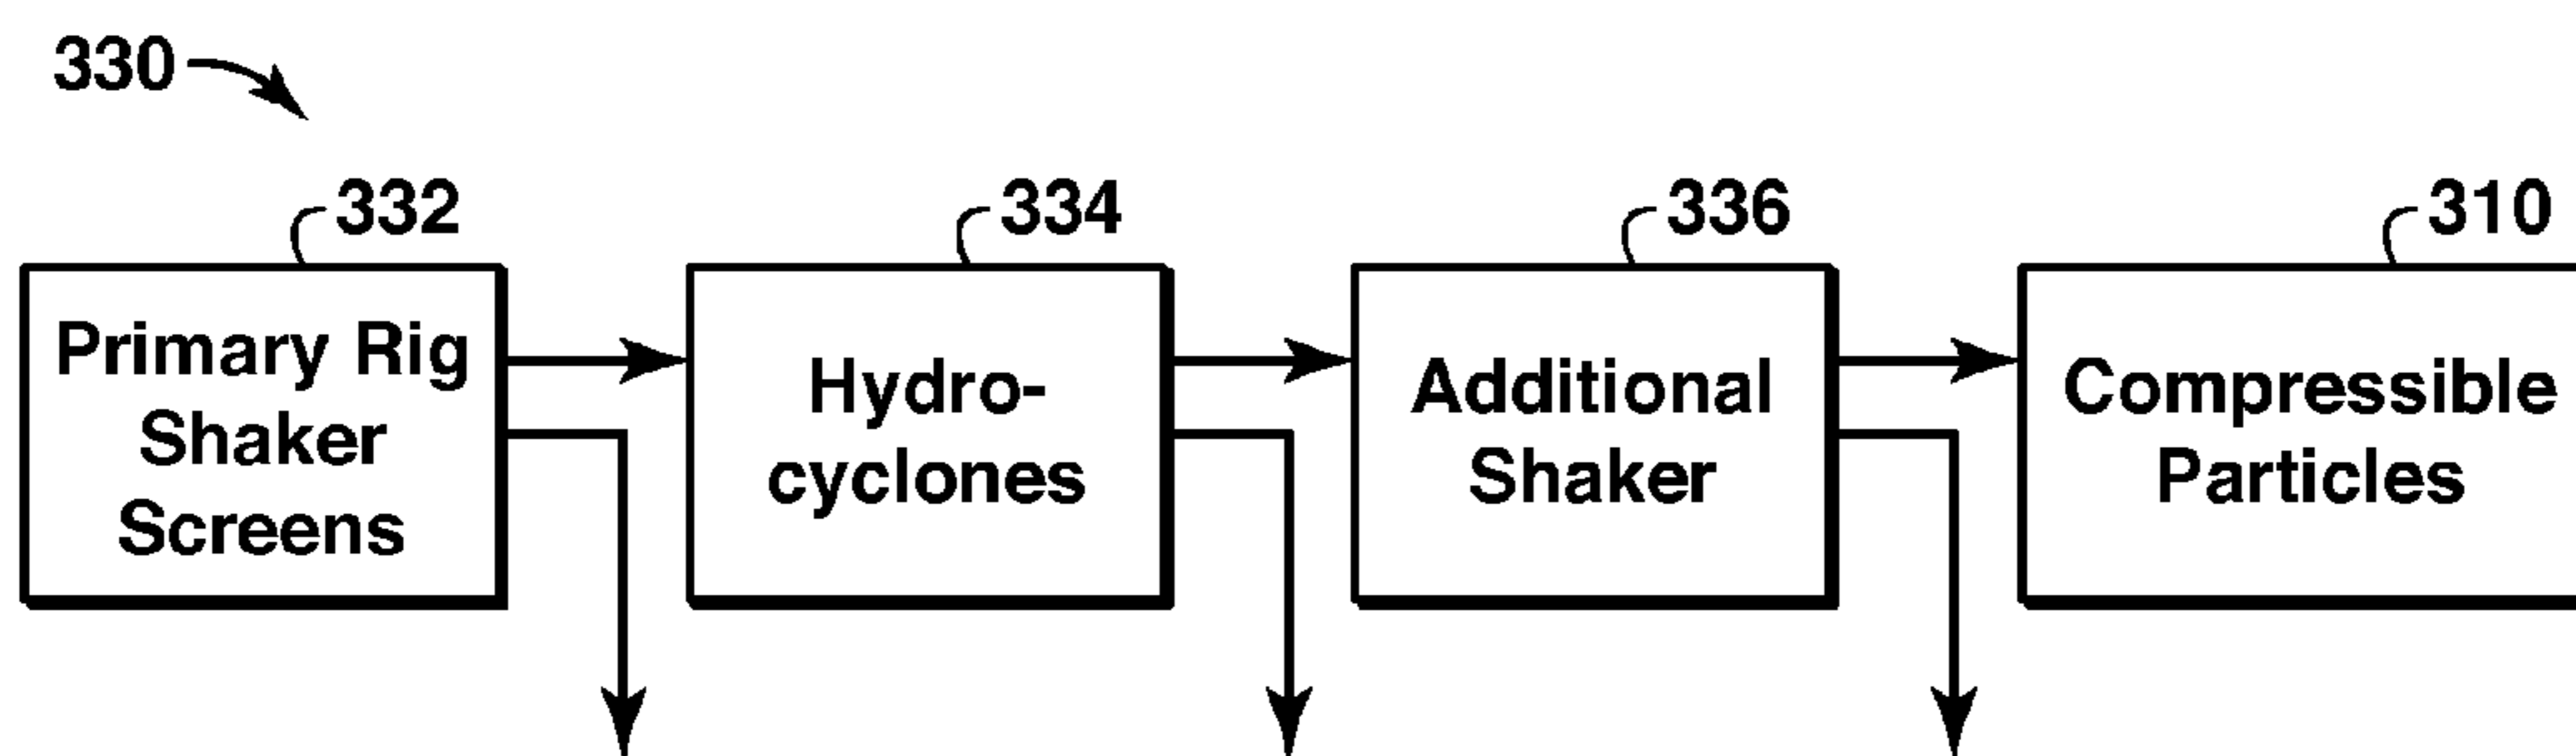 330
332
334
336
310
Primary Rig
Shaker
Screens
Hydro-
cyclones
Additional
Shaker
Compressible
Particles